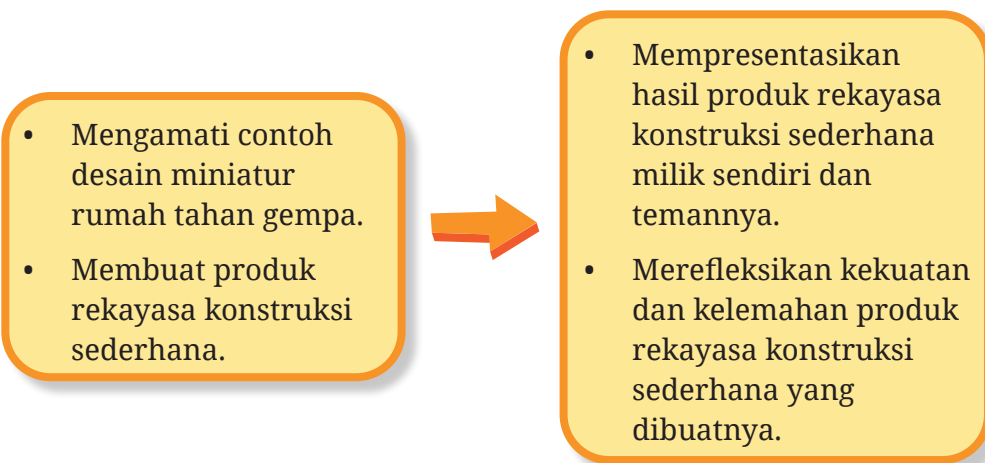 • Mengamati contoh
desain miniatur
rumah tahan gempa.
• Membuat produk
rekayasa konstruksi
sederhana.
• Mempresentasikan
hasil produk rekayasa
konstruksi sederhana
milik sendiri dan
temannya.
• Merefleksikan kekuatan
dan kelemahan produk
rekayasa konstruksi
sederhana yang
dibuatnya.